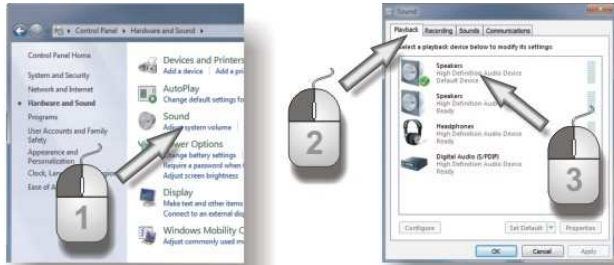 Control Panel ▸ Hardware and Sound ▸
Control Panel Home
System and Security
Network and Internet
Hardware and Sound
Programs
User Accounts and Family
Safety
Appearance and
Personalization
Clock,
Ease of
Devices and Printers
Add a device
AutoPlay
Change default settings fo
Sound
Adjust system volume
Power Options
Change battery settings
Require a password when
Adjust screen brightness
Display
Make text and other items
Connect to an external dis
Windows Mobility C
Adjust commonly used m
1
2
Sound
Playback Recording Sounds Communications
Select a playback device below to modify its settings:
Speakers
High Definition Audio Device
Default Device
Speakers
High Definition Audio
Ready
Headphones
High Definition Audio Device
Ready
Digital Audio (S/PDIF)
High Definition Audio Device
Ready
3
Configure Set Default Properties
OK Cancel Apply